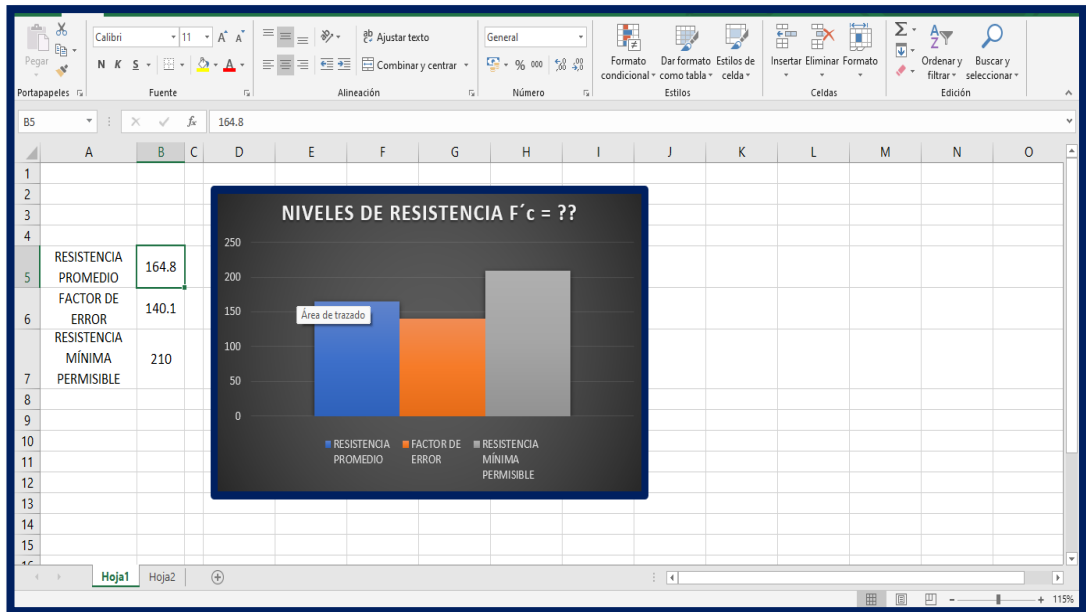 Calibri 11 A A Ajustar texto General
Pegar N K S A Combinar y centrar % 000 Formato Dar formato Estilos de Insertar Eliminar Formato Ordenar y Buscar y
condicional como tabla celda filtrar seleccionar
Portapapeles Fuente Alineación Número Estilos Celdas Edición
B5 fx 164.8
A B C D E F G H I J K L M N O
1
2
3
4
5
6
7
8
9
10
11
12
13
14
15
16
RESISTENCIA
PROMEDIO
164.8
FACTOR DE
ERROR
140.1
RESISTENCIA
MÍNIMA
PERMISIBLE
210
NIVELES DE RESISTENCIA F´c = ??
250
200
150
100
50
0
Área de trazado
RESISTENCIA
PROMEDIO
FACTOR DE
ERROR
RESISTENCIA
MÍNIMA
PERMISIBLE
Hoja1 Hoja2
115%